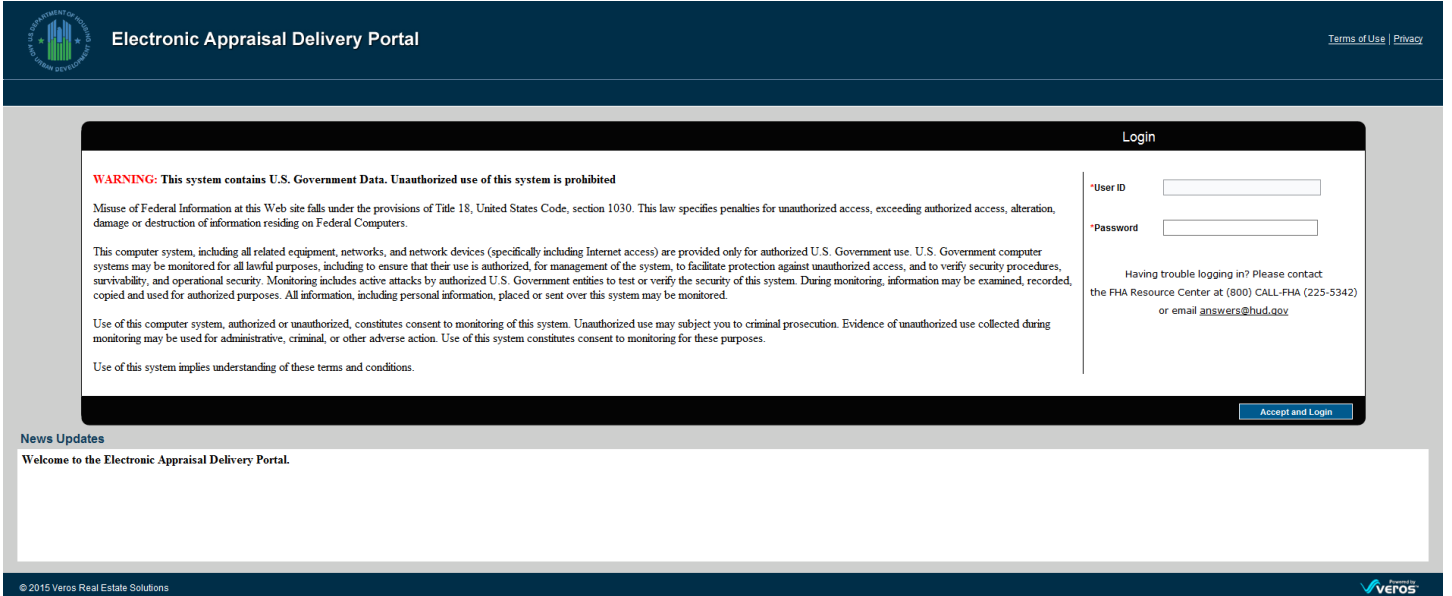 U.S. DEPARTMENT OF HOUSING AND URBAN DEVELOPMENT
Electronic Appraisal Delivery Portal
Terms of Use | Privacy
Login
WARNING: This system contains U.S. Government Data. Unauthorized use of this system is prohibited
Misuse of Federal Information at this Web site falls under the provisions of Title 18, United States Code, section 1030. This law specifies penalties for unauthorized access, exceeding authorized access, alteration,
damage or destruction of information residing on Federal Computers.
This computer system, including all related equipment, networks, and network devices (specifically including Internet access) are provided only for authorized U.S. Government use. U.S. Government computer
systems may be monitored for all lawful purposes, including to ensure that their use is authorized, for management of the system, to facilitate protection against unauthorized access, and to verify security procedures,
survivability, and operational security. Monitoring includes active attacks by authorized U.S. Government entities to test or verify the security of this system. During monitoring, information may be examined, recorded,
copied and used for authorized purposes. All information, including personal information, placed or sent over this system may be monitored.
Use of this computer system, authorized or unauthorized, constitutes consent to monitoring of this system. Unauthorized use may subject you to criminal prosecution. Evidence of unauthorized use collected during
monitoring may be used for administrative, criminal, or other adverse action. Use of this system constitutes consent to monitoring for these purposes.
Use of this system implies understanding of these terms and conditions.
*User ID
*Password
Having trouble logging in? Please contact
the FHA Resource Center at (800) CALL-FHA (225-5342)
or email answers@hud.gov
Accept and Login
News Updates
Welcome to the Electronic Appraisal Delivery Portal.
© 2015 Veros Real Estate Solutions
Powered by
veros